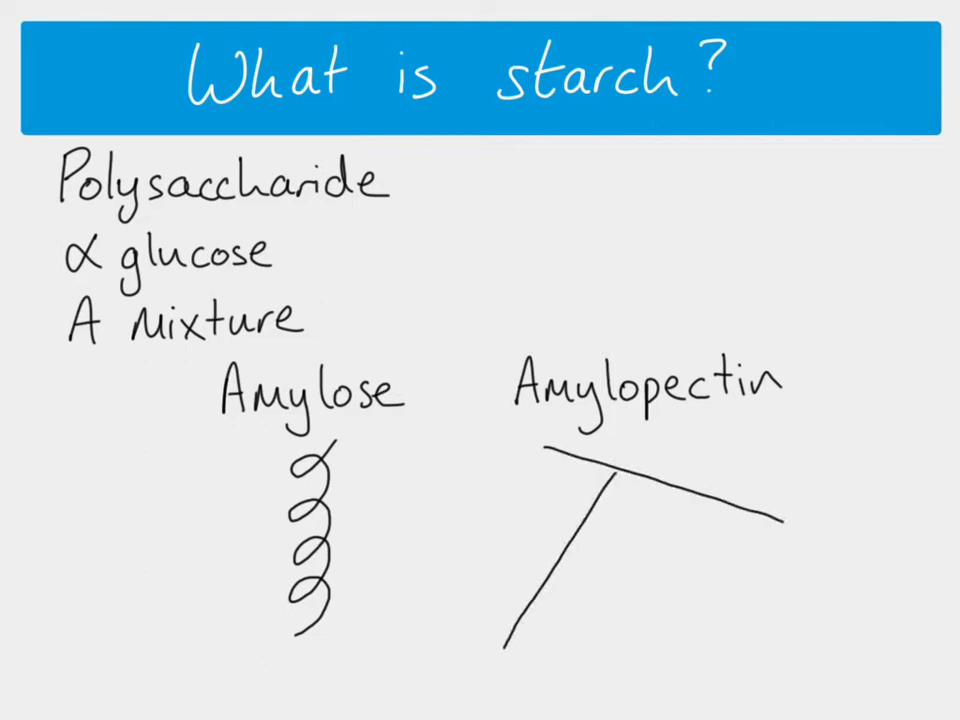 What is starch?
Polysaccharide
α glucose
A mixture
Amylose Amylopectin